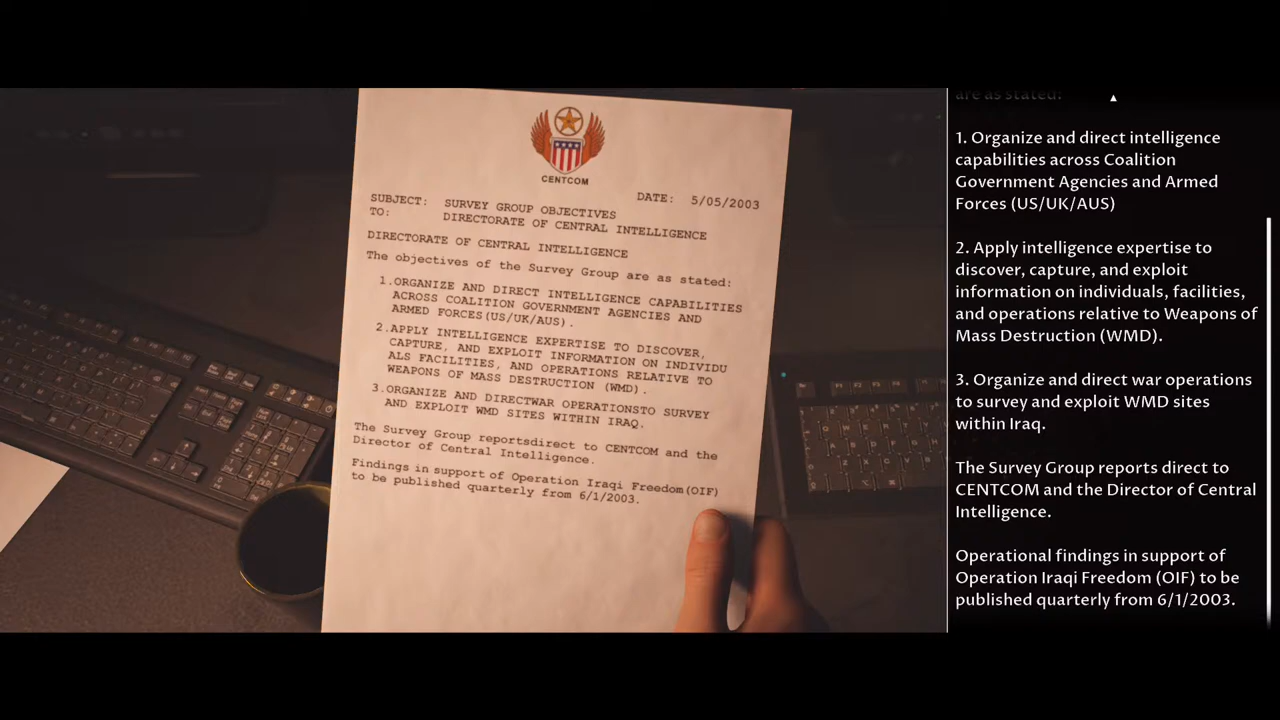 CENTCOM
DATE: 5/05/2003
SUBJECT: SURVEY GROUP OBJECTIVES
TO: DIRECTORATE OF CENTRAL INTELLIGENCE
DIRECTORATE OF CENTRAL INTELLIGENCE
The objectives of the Survey Group are as stated:
1.ORGANIZE AND DIRECT INTELLIGENCE CAPABILITIES
ACROSS COALITION GOVERNMENT AGENCIES AND
ARMED FORCES(US/UK/AUS).
2.APPLY INTELLIGENCE EXPERTISE TO DISCOVER,
CAPTURE, AND EXPLOIT INFORMATION ON INDIVIDU
ALS FACILITIES, AND OPERATIONS RELATIVE TO
WEAPONS OF MASS DESTRUCTION (WMD).
3.ORGANIZE AND DIRECTWAR OPERATIONSTO SURVEY
AND EXPLOIT WMD SITES WITHIN IRAQ.
The Survey Group reportsdirect to CENTCOM and the
Director of Central Intelligence.
Findings in support of Operation Iraqi Freedom(OIF)
to be published quarterly from 6/1/2003.
are as stated:
1. Organize and direct intelligence
capabilities across Coalition
Government Agencies and Armed
Forces (US/UK/AUS)
2. Apply intelligence expertise to
discover, capture, and exploit
information on individuals, facilities,
and operations relative to Weapons of
Mass Destruction (WMD).
3. Organize and direct war operations
to survey and exploit WMD sites
within Iraq.
The Survey Group reports direct to
CENTCOM and the Director of Central
Intelligence.
Operational findings in support of
Operation Iraqi Freedom (OIF) to be
published quarterly from 6/1/2003.